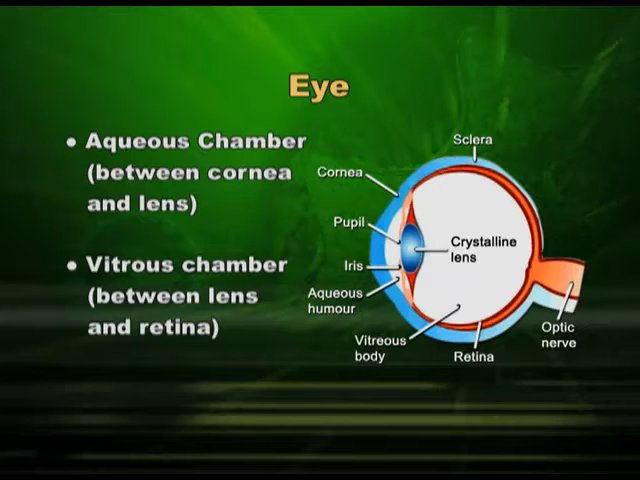 Eye
• Aqueous Chamber
(between cornea
and lens)
• Vitrous chamber
(between lens
and retina)
Sclera
Cornea
Pupil
Crystalline
lens
Iris
Aqueous
humour
Vitreous
body
Retina
Optic
nerve